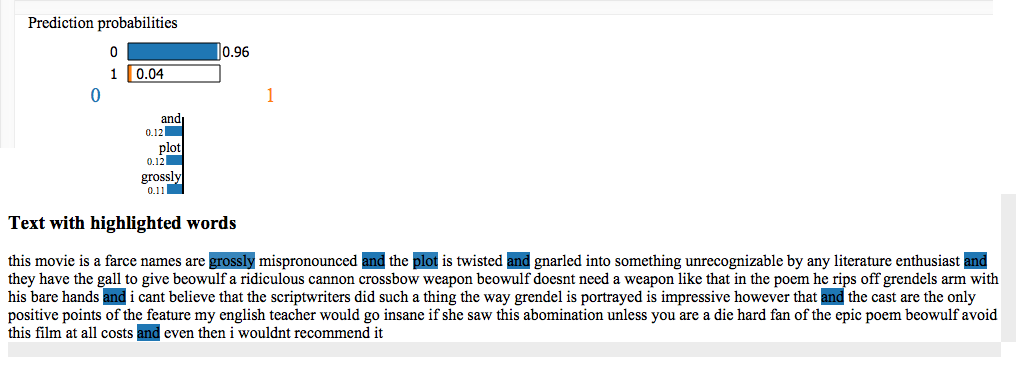 Prediction probabilities
0 0.96
1 0.04
0 1
and
0.12
plot
0.12
grossly
0.11
Text with highlighted words
this movie is a farce names are grossly mispronounced and the plot is twisted and gnarled into something unrecognizable by any literature enthusiast and
they have the gall to give beowulf a ridiculous cannon crossbow weapon beowulf doesnt need a weapon like that in the poem he rips off grendels arm with
his bare hands and i cant believe that the scriptwriters did such a thing the way grendel is portrayed is impressive however that and the cast are the only
positive points of the feature my english teacher would go insane if she saw this abomination unless you are a die hard fan of the epic poem beowulf avoid
this film at all costs and even then i wouldnt recommend it